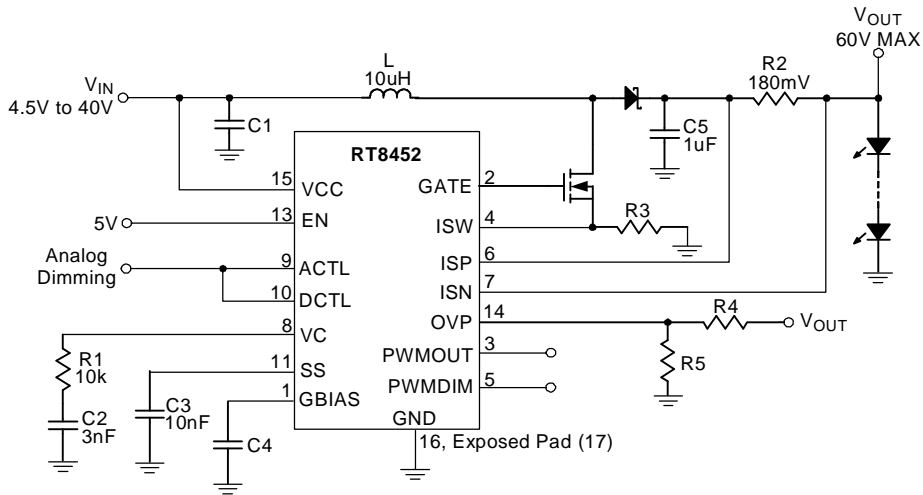 VOUT
60V MAX
L
10uH
R2
180mV
VIN
4.5V to 40V
C1
C5
1uF
RT8452
15
VCC
GATE
2
5V
13
EN
ISW
4
R3
Analog
Dimming
9
ACTL
ISP
6
10
DCTL
ISN
7
8
VC
OVP
14
R4
VOUT
R1
10k
11
SS
PWMOUT
3
R5
1
GBIAS
PWMDIM
5
C2
3nF
C3
10nF
C4
GND
16, Exposed Pad (17)